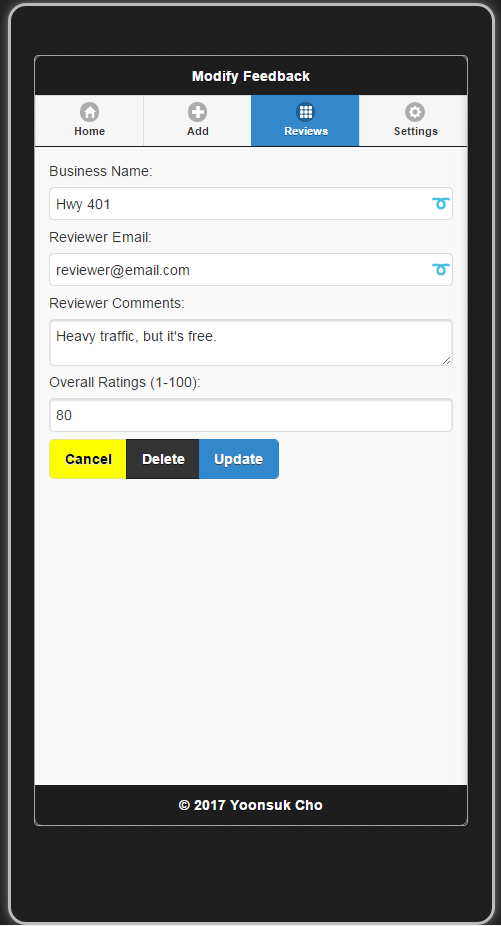 Modify Feedback
Home Add Reviews Settings
Business Name:
Hwy 401
Reviewer Email:
reviewer@email.com
Reviewer Comments:
Heavy traffic, but it's free.
Overall Ratings (1-100):
80
Cancel Delete Update
© 2017 Yoonsuk Cho